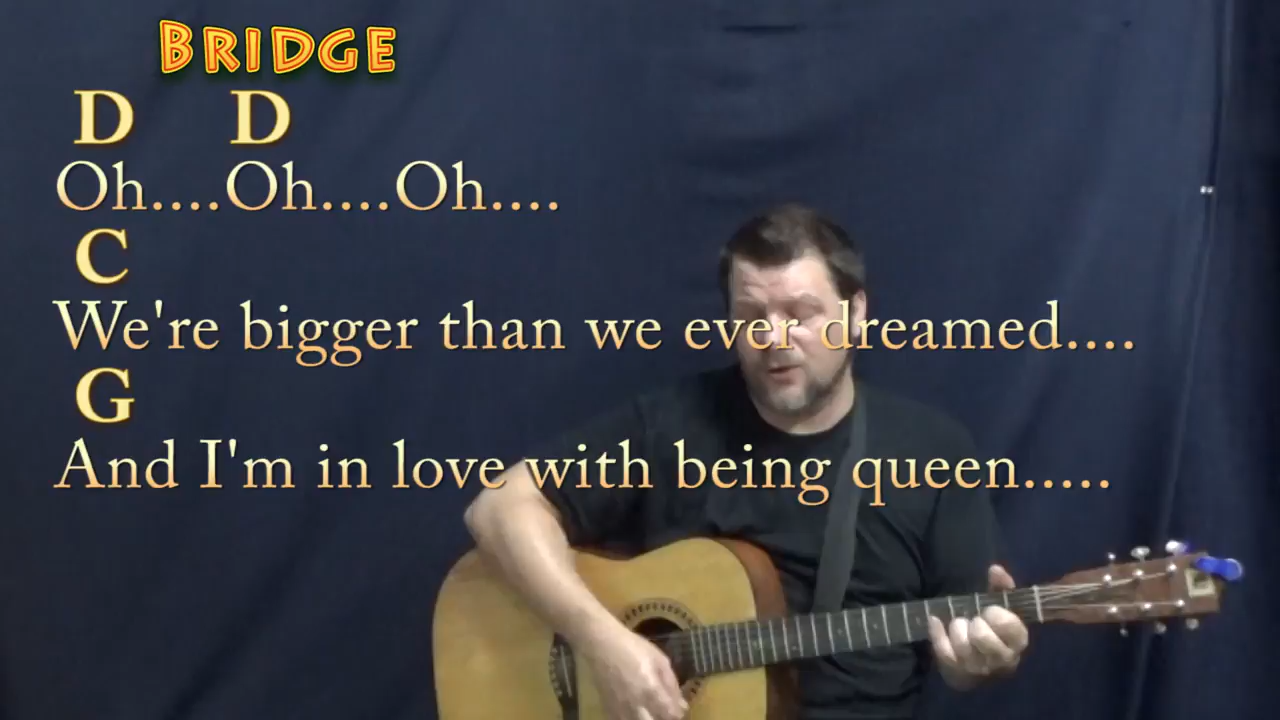 BRIDGE
D D
Oh....Oh....Oh....
C
We're bigger than we ever dreamed....
G
And I'm in love with being queen.....